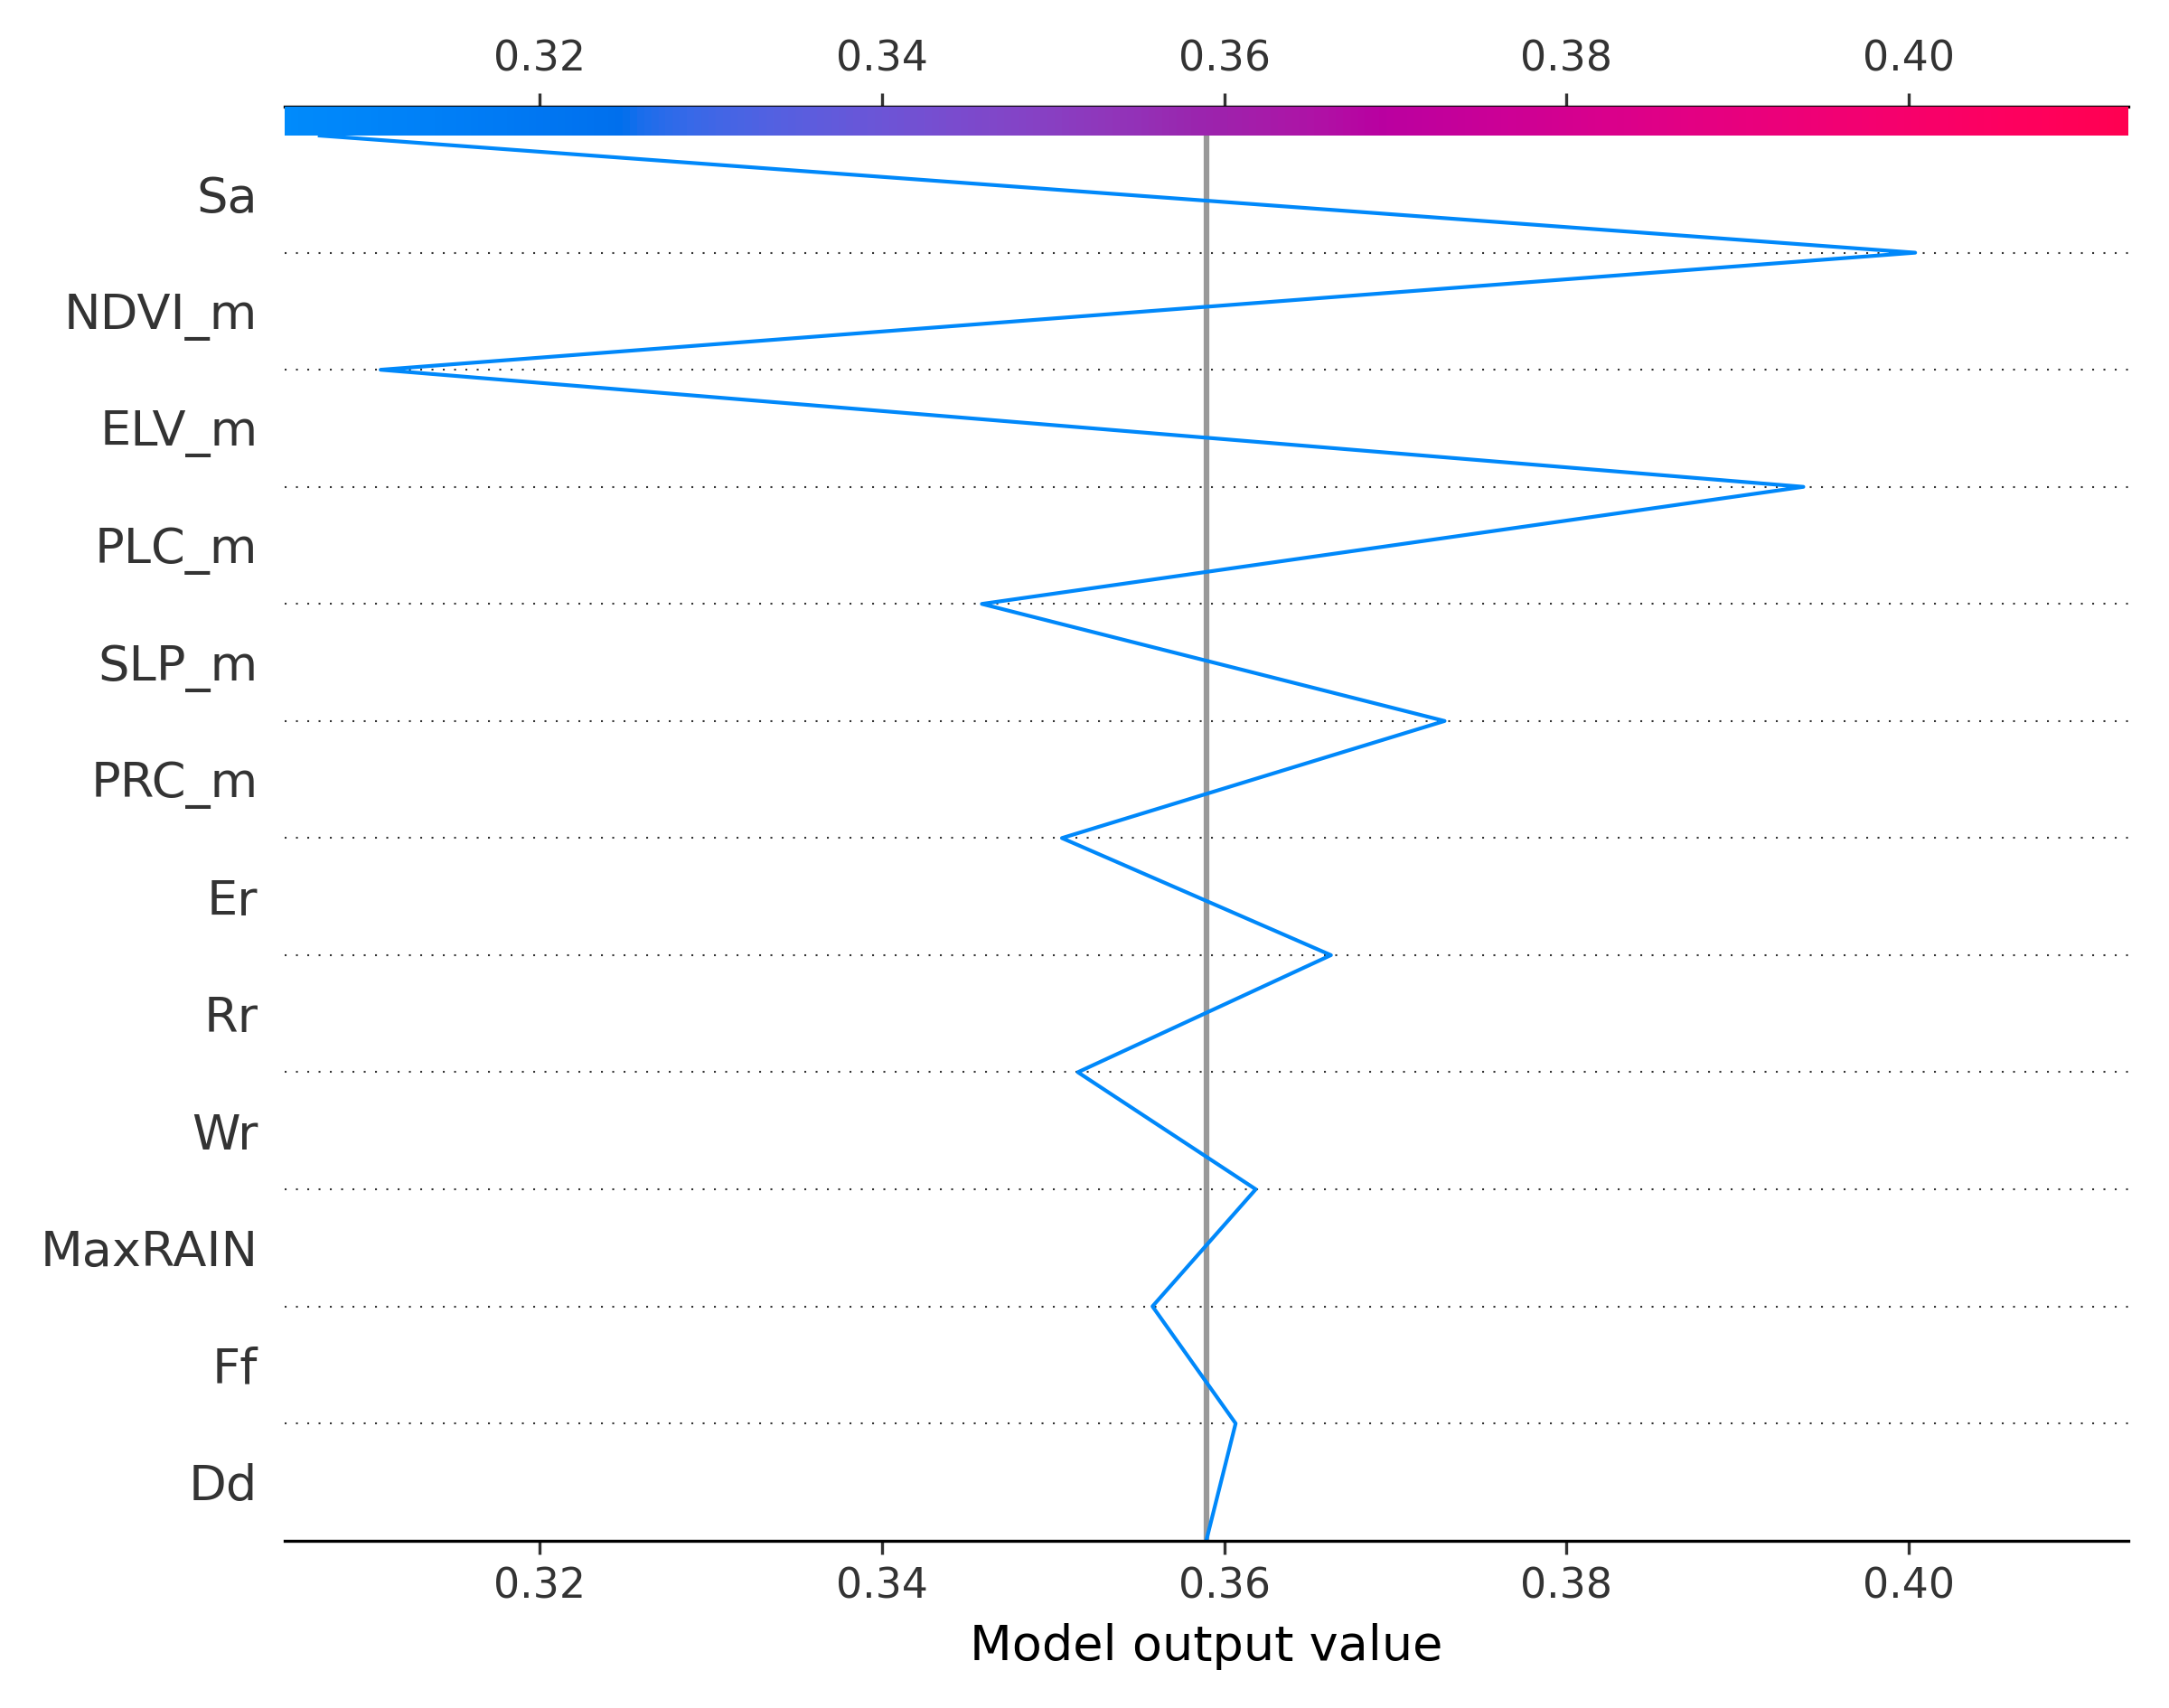 0.32 0.34 0.36 0.38 0.40
Sa
NDVI_m
ELV_m
PLC_m
SLP_m
PRC_m
Er
Rr
Wr
MaxRAIN
Ff
Dd
0.32 0.34 0.36 0.38 0.40
Model output value